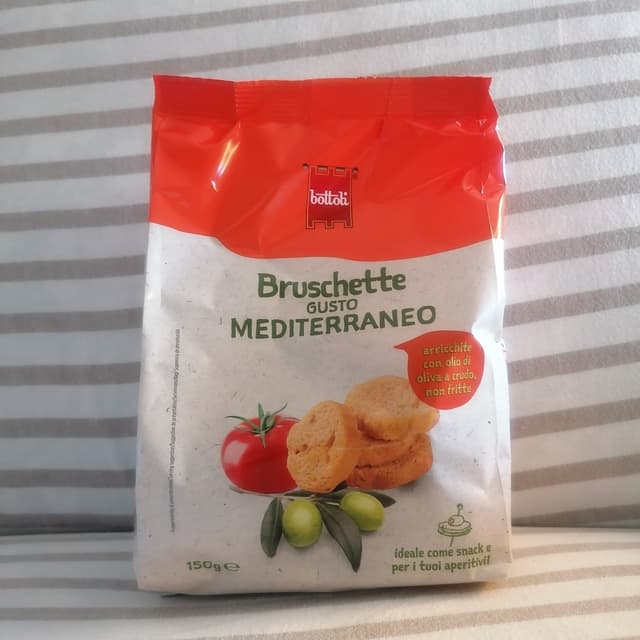 bottoli
Bruschette
GUSTO
MEDITERRANEO
arricchite
con olio di
oliva a crudo,
non fritte
150g ℮
ideale come snack e
per i tuoi aperitivi!